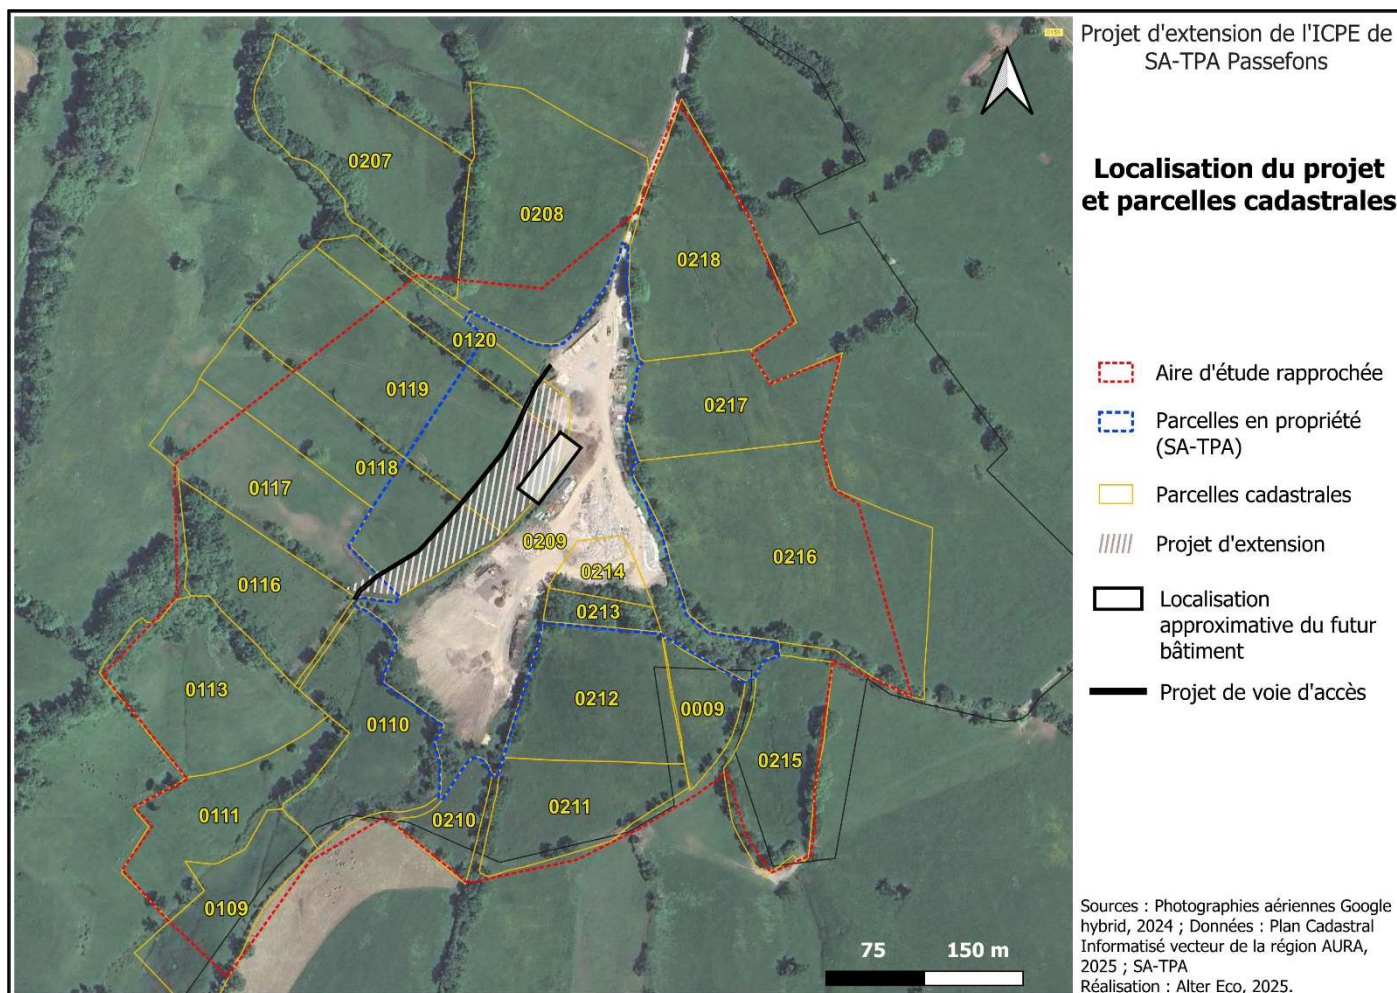 Projet d'extension de l'ICPE de
SA-TPA Passefons
Localisation du projet
et parcelles cadastrales
0207
0208
0218
0120
0119
0217
0118
0117
0209
0216
0214
0116
0213
0113
0212
0009
0110
0215
0111
0211
0210
0109
Aire d'étude rapprochée
Parcelles en propriété
(SA-TPA)
Parcelles cadastrales
Projet d'extension
Localisation
approximative du futur
bâtiment
Projet de voie d'accès
75 150 m
Sources : Photographies aériennes Google
hybrid, 2024 ; Données : Plan Cadastral
Informatisé vecteur de la région AURA,
2025 ; SA-TPA
Réalisation : Alter Eco, 2025.